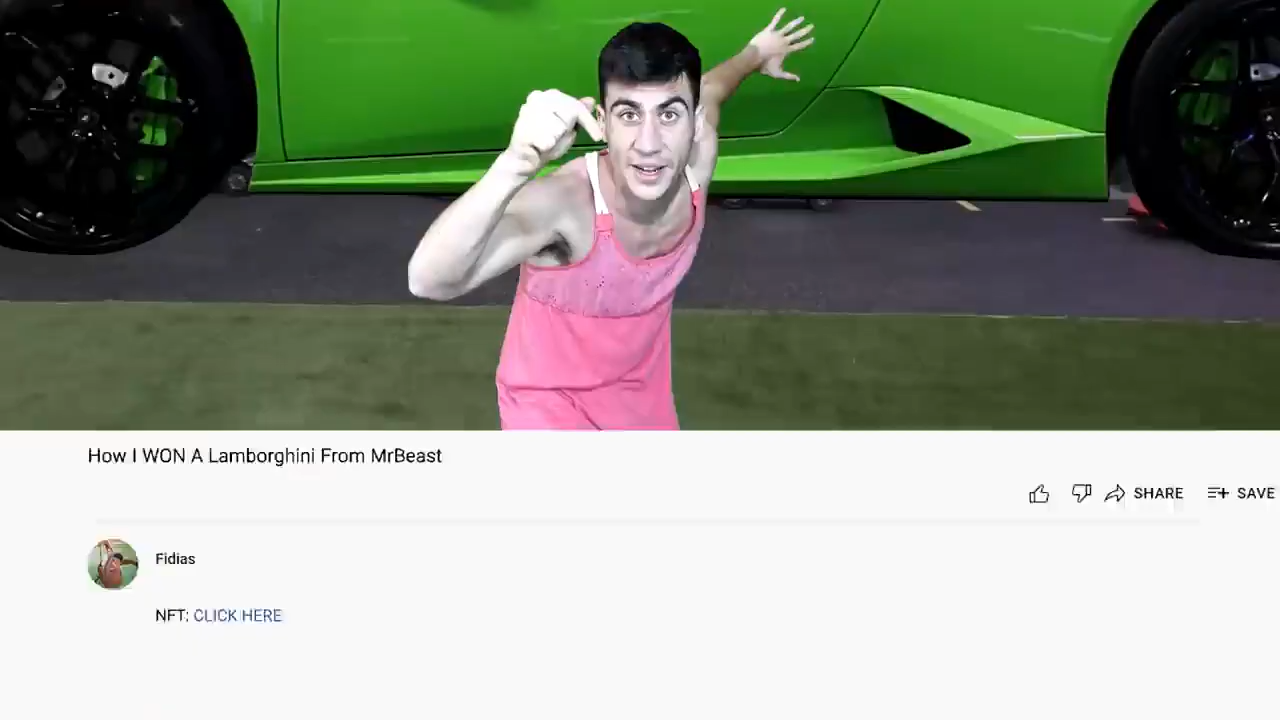 How I WON A Lamborghini From MrBeast
SHARE SAVE
Fidias
NFT: CLICK HERE